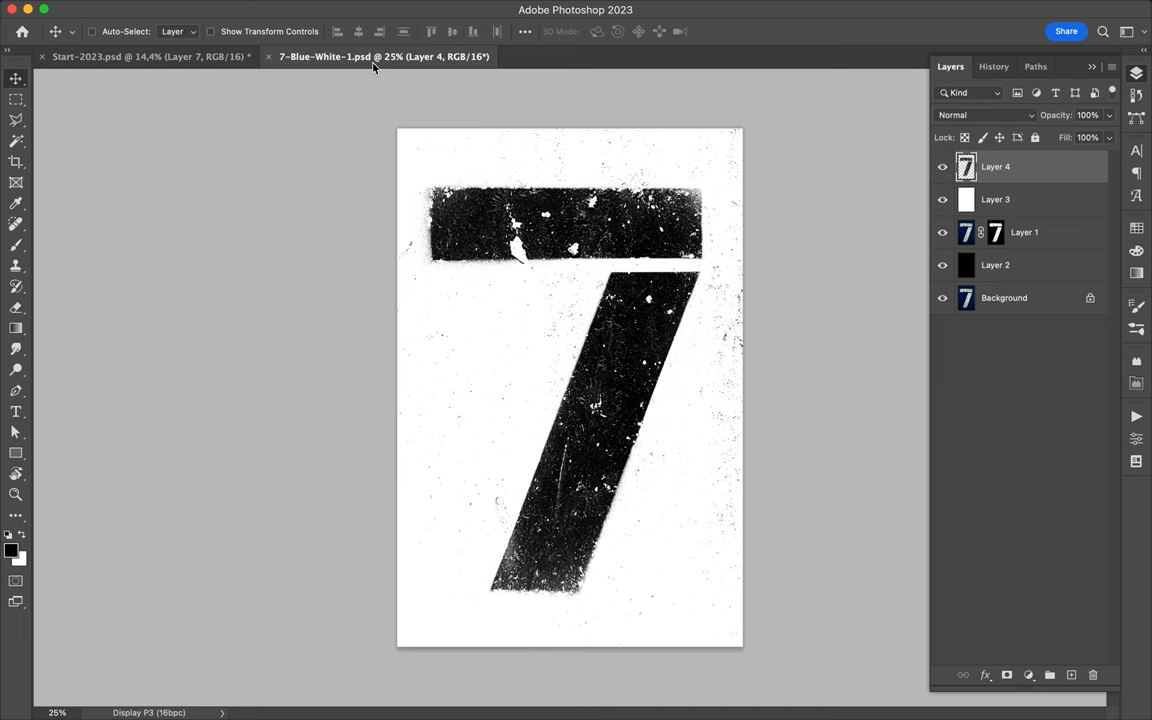 Adobe Photoshop 2023
Auto-Select: Layer Show Transform Controls 3D Mode: Share
Start-2023.psd @ 14,4% (Layer 7, RGB/16) *
7-Blue-White-1.psd @ 25% (Layer 4, RGB/16*)
Layers History Paths
Kind
Normal Opacity: 100%
Lock: Fill: 100%
Layer 4
Layer 3
Layer 1
Layer 2
Background
7
25% Display P3 (16bpc)